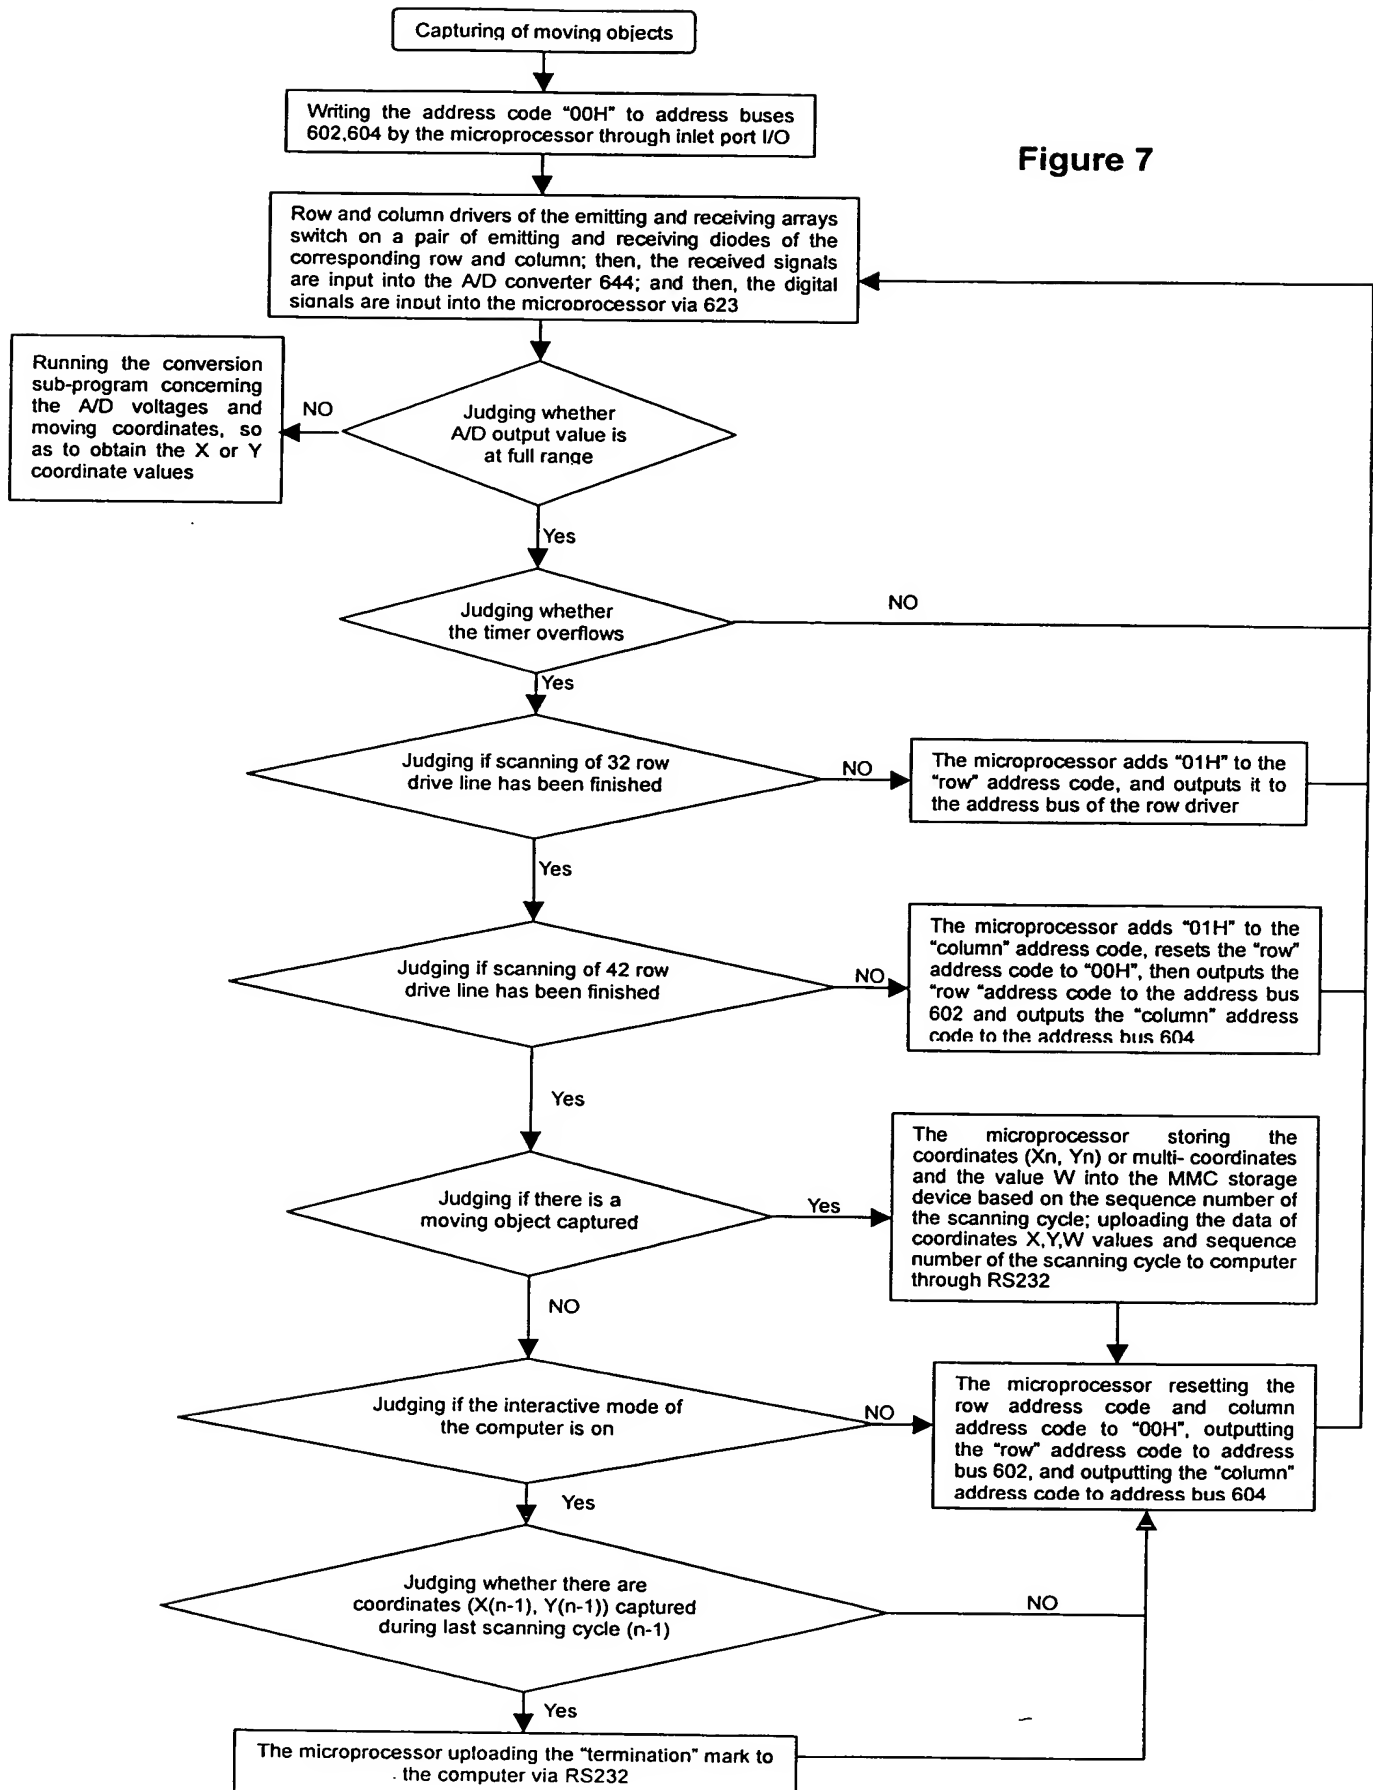 Capturing of moving objects
Writing the address code "00H" to address buses
602,604 by the microprocessor through inlet port I/O
Figure 7
Row and column drivers of the emitting and receiving arrays
switch on a pair of emitting and receiving diodes of the
corresponding row and column; then, the received signals
are input into the A/D converter 644; and then, the digital
signals are input into the microprocessor via 623
Running the conversion
sub-program concerning
the A/D voltages and
moving coordinates, so
as to obtain the X or Y
coordinate values
NO
Judging whether
A/D output value is
at full range
Yes
Judging whether
the timer overflows
NO
Yes
Judging if scanning of 32 row
drive line has been finished
NO
The microprocessor adds "01H" to the
"row" address code, and outputs it to
the address bus of the row driver
Yes
Judging if scanning of 42 row
drive line has been finished
NO
The microprocessor adds "01H" to the
"column" address code, resets the "row"
address code to "00H", then outputs the
"row "address code to the address bus
602 and outputs the "column" address
code to the address bus 604
Yes
Judging if there is a
moving object captured
Yes
The microprocessor storing the
coordinates (Xn, Yn) or multi- coordinates
and the value W into the MMC storage
device based on the sequence number of
the scanning cycle; uploading the data of
coordinates X,Y,W values and sequence
number of the scanning cycle to computer
through RS232
NO
Judging if the interactive mode of
the computer is on
NO
The microprocessor resetting the
row address code and column
address code to "00H", outputting
the "row" address code to address
bus 602, and outputting the "column"
address code to address bus 604
Yes
Judging whether there are
coordinates (X(n-1), Y(n-1)) captured
during last scanning cycle (n-1)
NO
Yes
The microprocessor uploading the "termination" mark to
the computer via RS232